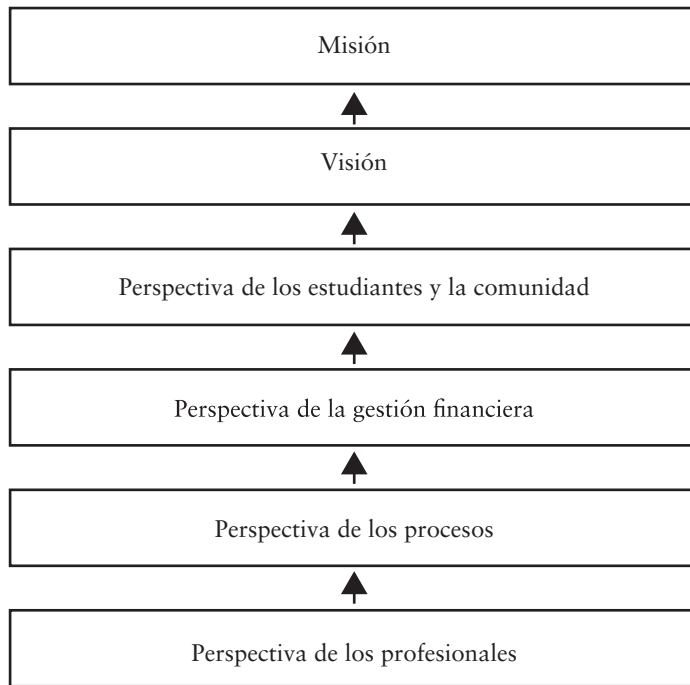 Misión
Visión
Perspectiva de los estudiantes y la comunidad
Perspectiva de la gestión financiera
Perspectiva de los procesos
Perspectiva de los profesionales